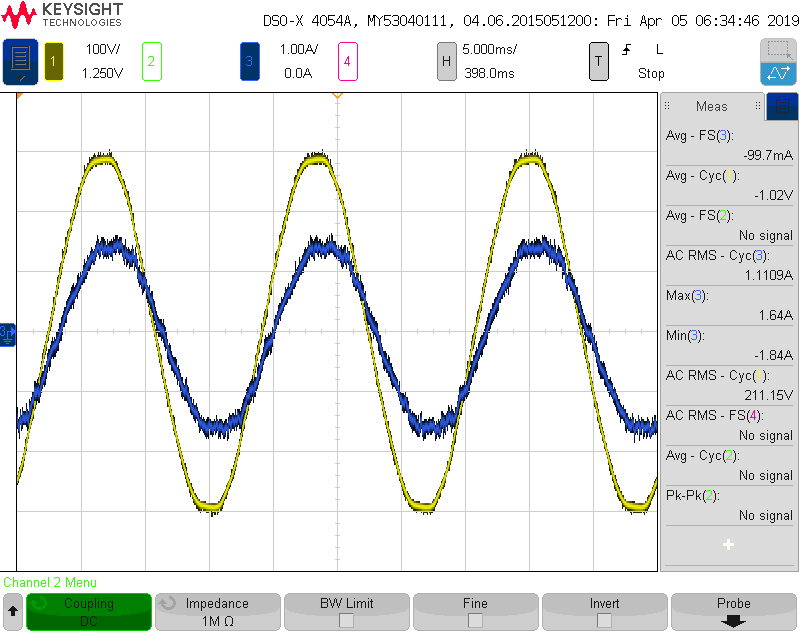 KEYSIGHT
TECHNOLOGIES
DSO-X 4054A, MY53040111, 04.06.2015051200: Fri Apr 05 06:34:46 2019
1 100V/ 2 3 1.00A/ 4 H 5.000ms/ T L
1.250V 0.0A 398.0ms Stop
Meas
Avg - FS(3):
-99.7mA
Avg - Cyc( ):
-1.02V
Avg - FS(2):
No signal
AC RMS - Cyc(3):
1.1109A
Max(3):
1.64A
Min(3):
-1.84A
AC RMS - Cyc( ):
211.15V
AC RMS - FS(4):
No signal
Avg - Cyc(2):
No signal
Pk-Pk(2):
No signal
3
Channel 2 Menu
Coupling Impedance BW Limit Fine Invert Probe
DC 1M Ω